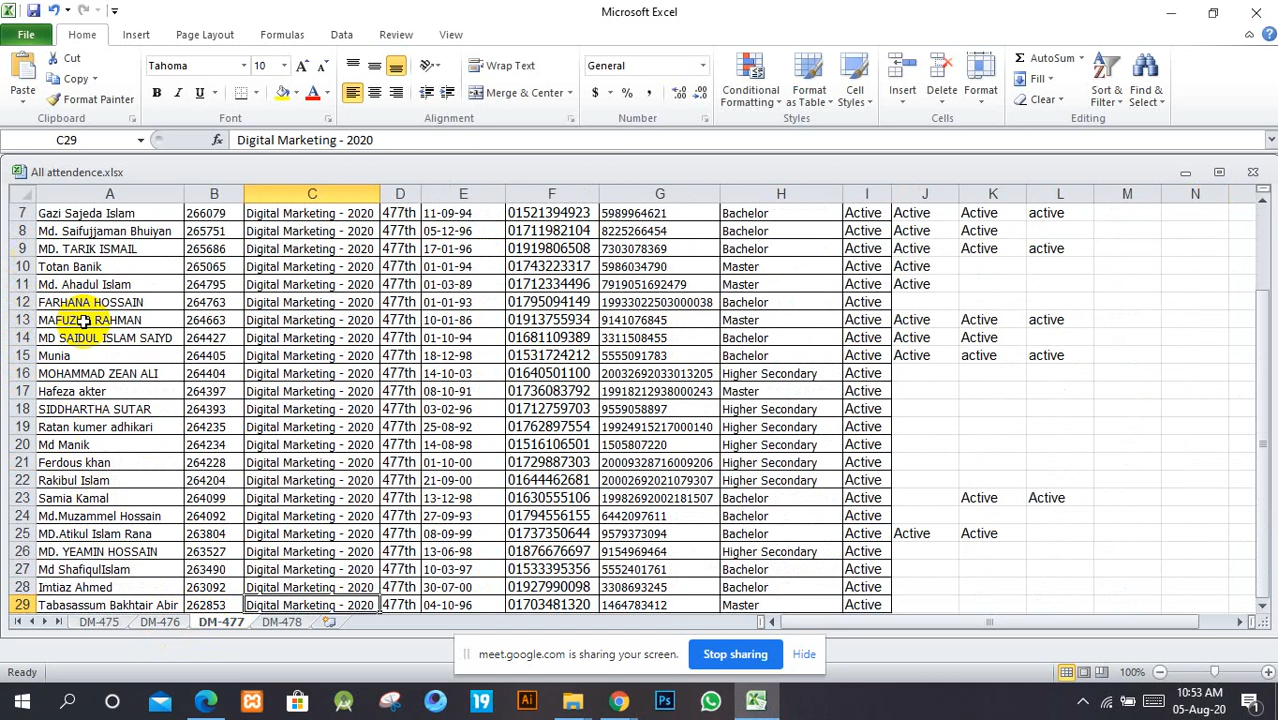 Microsoft Excel
File Home Insert Page Layout Formulas Data Review View
Cut
Copy
Format Painter
Paste
Clipboard
Tahoma 10
B I U
Font
Wrap Text
Merge & Center
Alignment
General
$ % ,
Number
Conditional Formatting
Format as Table
Cell Styles
Styles
Insert Delete Format
Cells
AutoSum
Fill
Clear
Sort & Filter
Find & Select
Editing
C29 fx Digital Marketing - 2020
All attendence.xlsx
A B C D E F G H I J K L M N
7 Gazi Sajeda Islam 266079 Digital Marketing - 2020 477th 11-09-94 01521394923 5989964621 Bachelor Active Active Active active
8 Md. Saifujjaman Bhuiyan 265751 Digital Marketing - 2020 477th 05-12-96 01711982104 8225266454 Bachelor Active Active Active
9 MD. TARIK ISMAIL 265686 Digital Marketing - 2020 477th 17-01-96 01919806508 7303078369 Bachelor Active Active Active active
10 Totan Banik 265065 Digital Marketing - 2020 477th 01-01-94 01743223317 5986034790 Master Active Active
11 Md. Ahadul Islam 264795 Digital Marketing - 2020 477th 01-03-89 01712334496 7919051692479 Master Active Active
12 FARHANA HOSSAIN 264763 Digital Marketing - 2020 477th 01-01-93 01795094149 19933022503000038 Bachelor Active
13 RAHMAN 264663 Digital Marketing - 2020 477th 10-01-86 01913755934 9141076845 Master Active Active Active active
14 MD SAIDUL ISLAM SAIYD 264427 Digital Marketing - 2020 477th 01-01-94 01681109389 3311508455 Bachelor Active Active Active
15 Munia 264405 Digital Marketing - 2020 477th 18-12-98 01531724212 5555091783 Bachelor Active Active active active
16 MOHAMMAD ZEAN ALI 264404 Digital Marketing - 2020 477th 14-10-03 01640501100 20032692033013205 Higher Secondary Active
17 Hafeza akter 264397 Digital Marketing - 2020 477th 08-10-91 01736083792 19918212938000243 Master Active
18 SIDDHARTHA SUTAR 264393 Digital Marketing - 2020 477th 03-02-96 01712759703 9559058897 Higher Secondary Active
19 Ratan kumer adhikari 264235 Digital Marketing - 2020 477th 25-08-92 01762897554 19924915217000140 Higher Secondary Active
20 Md Manik 264234 Digital Marketing - 2020 477th 14-08-98 01516106501 1505807220 Higher Secondary Active
21 Ferdous khan 264228 Digital Marketing - 2020 477th 01-10-00 01729887303 20009328716009206 Higher Secondary Active
22 Rakibul Islam 264204 Digital Marketing - 2020 477th 21-09-00 01644462681 20002692021079307 Higher Secondary Active
23 Samia Kamal 264099 Digital Marketing - 2020 477th 13-12-98 01630555106 19982692002181507 Bachelor Active Active Active
24 Md.Muzammel Hossain 264092 Digital Marketing - 2020 477th 27-09-93 01794556155 6442097611 Bachelor Active
25 MD.Atikul Islam Rana 263804 Digital Marketing - 2020 477th 08-09-99 01737350644 9579373094 Bachelor Active Active Active
26 MD. YEAMIN HOSSAIN 263527 Digital Marketing - 2020 477th 13-06-98 01876676697 9154969464 Higher Secondary Active
27 Md ShafiqulIslam 263490 Digital Marketing - 2020 477th 10-03-97 01533395356 5552401761 Bachelor Active
28 Imtiaz Ahmed 263092 Digital Marketing - 2020 477th 30-07-00 01927990098 3308693245 Bachelor Active
29 Tabasassum Bakhtair Abir 262853 Digital Marketing - 2020 477th 04-10-96 01703481320 1464783412 Master Active
DM-475 DM-476 DM-477 DM-478
meet.google.com is sharing your screen. Stop sharing Hide
Ready 100%
19 Ai Ps
10:53 AM
05-Aug-20
1